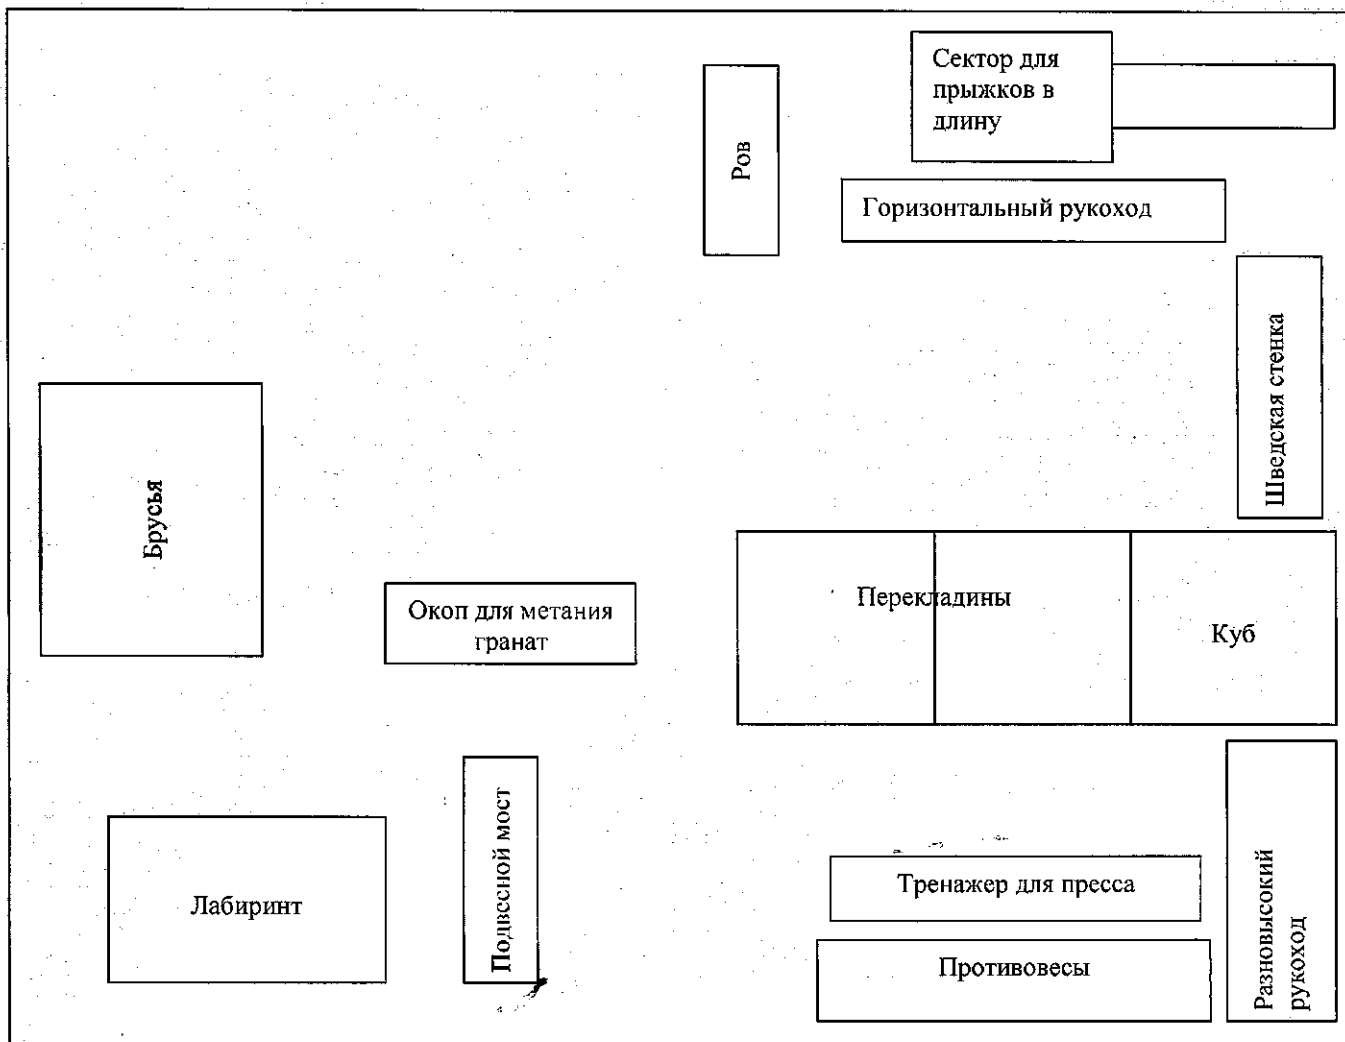 Сектор для
прыжков в
длину
Ров
Горизонтальный рукоход
Шведская стенка
Брусья
Окоп для метания
гранат
Перекладины
Куб
Подвесной мост
Лабиринт
Тренажер для пресса
Противовесы
Разновысокий
рукоход